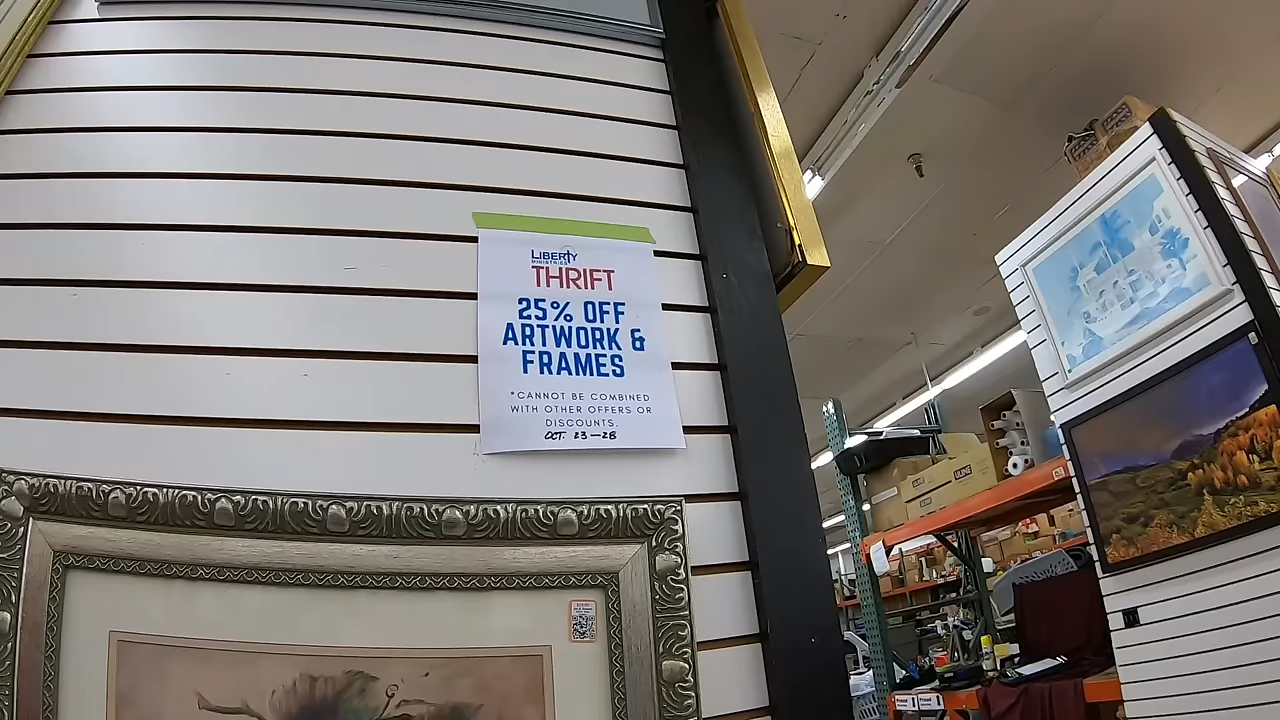 LIBERTY
MINISTRIES
THRIFT
25% OFF
ARTWORK &
FRAMES
*CANNOT BE COMBINED
WITH OTHER OFFERS OR
DISCOUNTS.
OCT. 23-28
ULINE